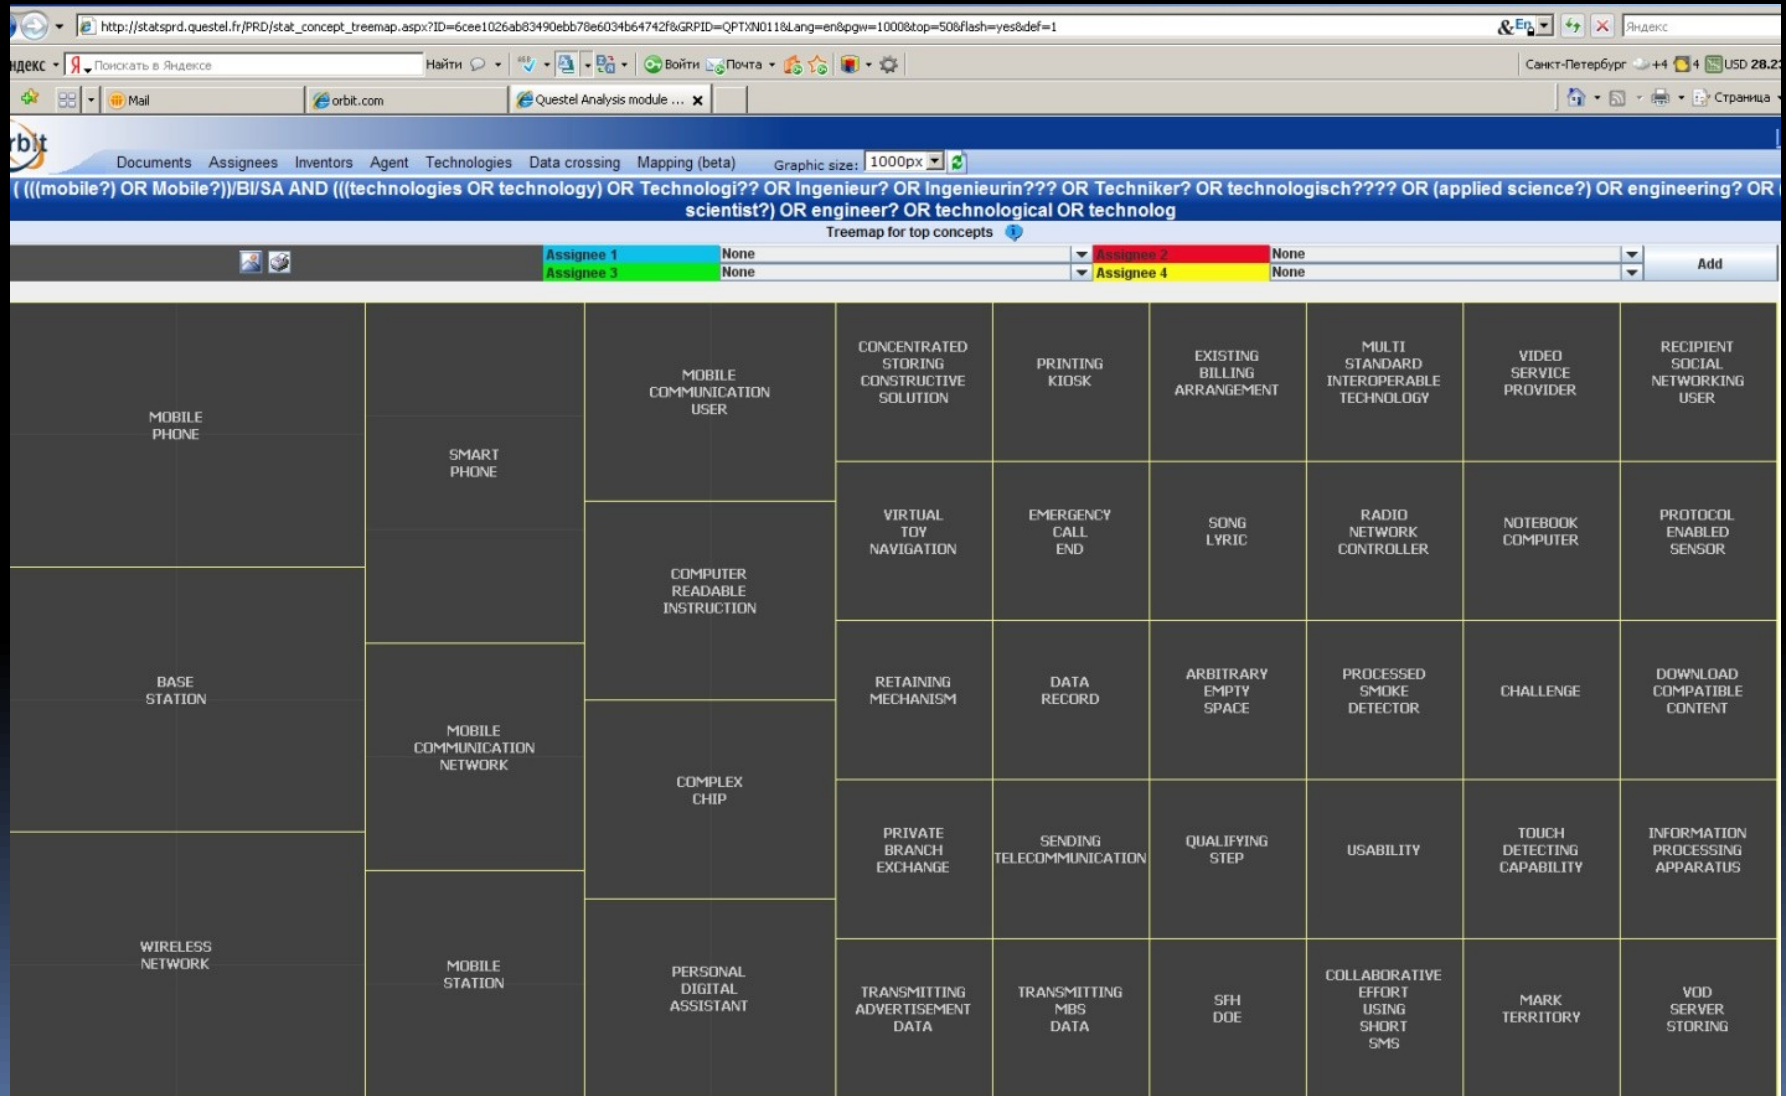 http://statsprd.questel.fr/PRD/stat_concept_treemap.aspx?ID=6cee1026ab83490ebb78e6034b64742f&GRPID=QPTXN011&Lang=en&pgw=1000&top=50&flash=yes&def=1
Яндекс
ндекс Я Поискать в Яндексе Найти Войти Почта Санкт-Петербург +4 4 USD 28.2
Mail orbit.com Questel Analysis module ... x Страница
rbit
Documents Assignees Inventors Agent Technologies Data crossing Mapping (beta) Graphic size: 1000px
( (((mobile?) OR Mobile?))/BI/SA AND (((technologies OR technology) OR Technologi?? OR Ingenieur? OR Ingenieurin??? OR Techniker? OR technologisch???? OR (applied science?) OR engineering? OR
scientist?) OR engineer? OR technological OR technolog
Treemap for top concepts
Assignee 1 None Assignee 2 None
Assignee 3 None Assignee 4 None
Add
MOBILE
PHONE
BASE
STATION
WIRELESS
NETWORK
SMART
PHONE
MOBILE
COMMUNICATION
NETWORK
MOBILE
STATION
MOBILE
COMMUNICATION
USER
COMPUTER
READABLE
INSTRUCTION
COMPLEX
CHIP
PERSONAL
DIGITAL
ASSISTANT
CONCENTRATED
STORING
CONSTRUCTIVE
SOLUTION
PRINTING
KIOSK
EXISTING
BILLING
ARRANGEMENT
MULTI
STANDARD
INTEROPERABLE
TECHNOLOGY
VIDEO
SERVICE
PROVIDER
RECIPIENT
SOCIAL
NETWORKING
USER
VIRTUAL
TOY
NAVIGATION
EMERGENCY
CALL
END
SONG
LYRIC
RADIO
NETWORK
CONTROLLER
NOTEBOOK
COMPUTER
PROTOCOL
ENABLED
SENSOR
RETAINING
MECHANISM
DATA
RECORD
ARBITRARY
EMPTY
SPACE
PROCESSED
SMOKE
DETECTOR
CHALLENGE
DOWNLOAD
COMPATIBLE
CONTENT
PRIVATE
BRANCH
EXCHANGE
SENDING
TELECOMMUNICATION
QUALIFYING
STEP
USABILITY
TOUCH
DETECTING
CAPABILITY
INFORMATION
PROCESSING
APPARATUS
TRANSMITTING
ADVERTISEMENT
DATA
TRANSMITTING
MBS
DATA
SFH
DOE
COLLABORATIVE
EFFORT
USING
SHORT
SMS
MARK
TERRITORY
VOD
SERVER
STORING